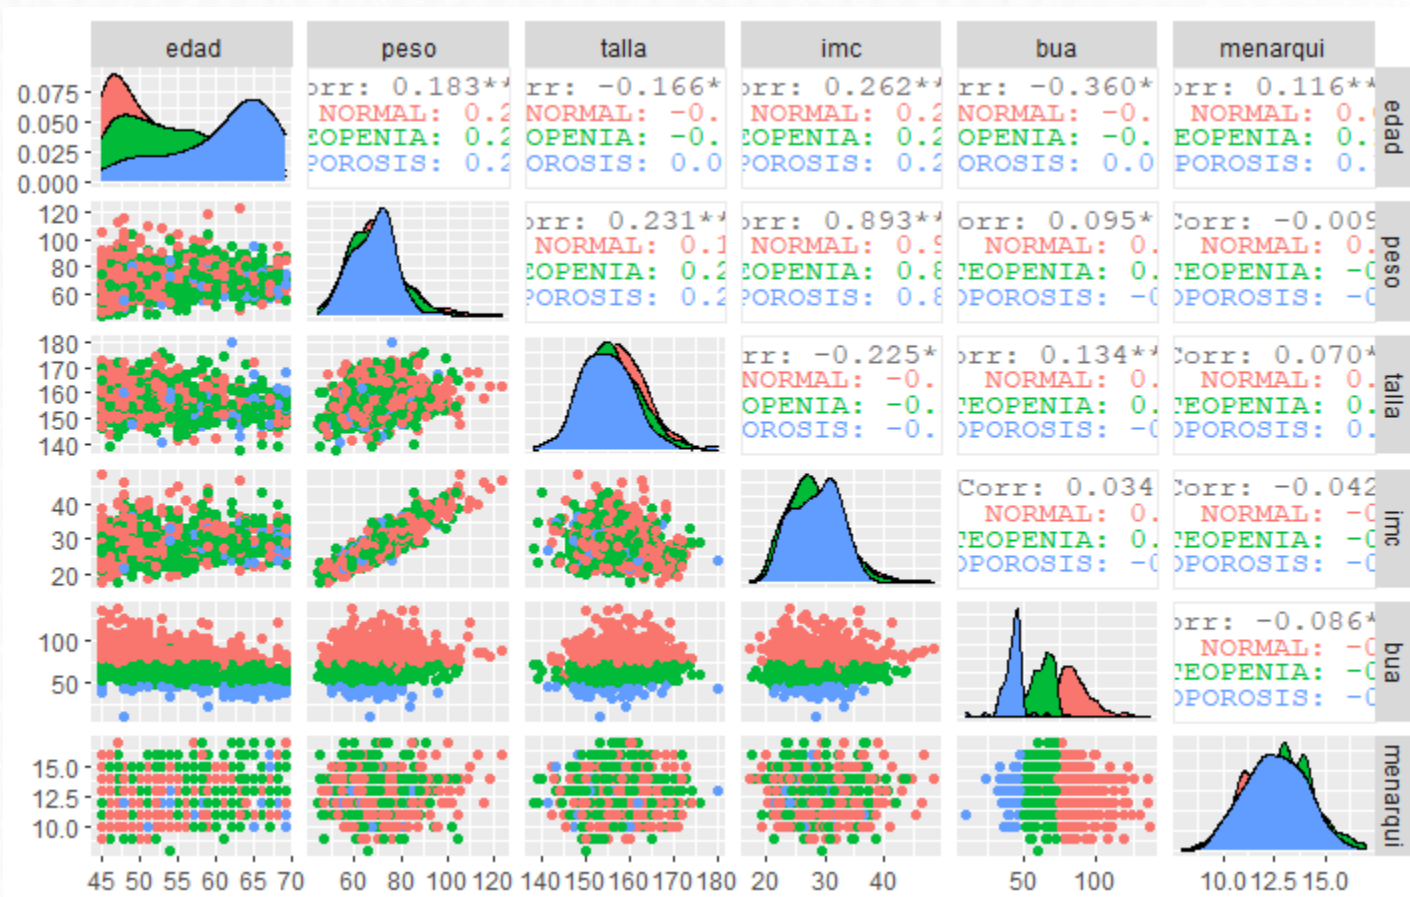 edad peso talla imc bua menarqui
0.075
0.050
0.025
0.000
orr: 0.183**
NORMAL: 0.2
EOPENIA: 0.2
POROSIS: 0.2
rr: -0.166*
NORMAL: -0.
OPENIA: -0.
OROSIS: 0.0
orr: 0.262**
NORMAL: 0.2
EOPENIA: 0.2
POROSIS: 0.2
rr: -0.360*
NORMAL: -0.
OPENIA: -0.
OROSIS: 0.0
orr: 0.116**
NORMAL: 0.
EOPENIA: 0.
POROSIS: 0.
edad
120
100
80
60
orr: 0.231**
NORMAL: 0.1
EOPENIA: 0.2
POROSIS: 0.2
orr: 0.893**
NORMAL: 0.9
EOPENIA: 0.8
POROSIS: 0.8
orr: 0.095*
NORMAL: 0.
TEOPENIA: 0.
OPOROSIS: -0
Corr: -0.009
NORMAL: 0.
TEOPENIA: -0
OPOROSIS: -0
peso
180
170
160
150
140
rr: -0.225*
NORMAL: -0.
OPENIA: -0.
OROSIS: -0.
orr: 0.134**
NORMAL: 0.
TEOPENIA: 0.
OPOROSIS: -0
Corr: 0.070*
NORMAL: 0.
TEOPENIA: 0.
OPOROSIS: 0.
talla
40
30
20
Corr: 0.034
NORMAL: 0.
TEOPENIA: 0.
OPOROSIS: -0
Corr: -0.042
NORMAL: -0
TEOPENIA: -0
OPOROSIS: -0
imc
100
50
orr: -0.086*
NORMAL: -0
TEOPENIA: -0
OPOROSIS: -0
bua
15.0
12.5
10.0
menarqui
45 50 55 60 65 70
60 80 100 120
140 150 160 170 180
20 30 40
50 100
10.0 12.5 15.0